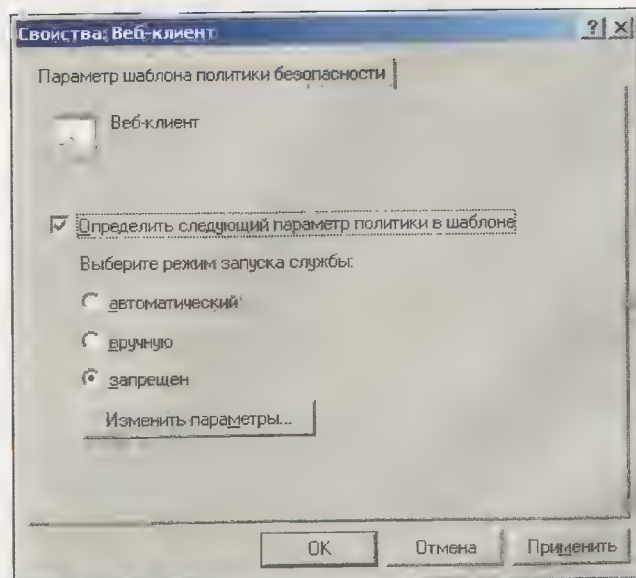 Свойства: Веб-клиент
Параметр шаблона политики безопасности
Веб-клиент
Определить следующий параметр политики в шаблоне
Выберите режим запуска службы:
автоматический
вручную
запрещен
Изменить параметры...
OK
Отмена
Применить